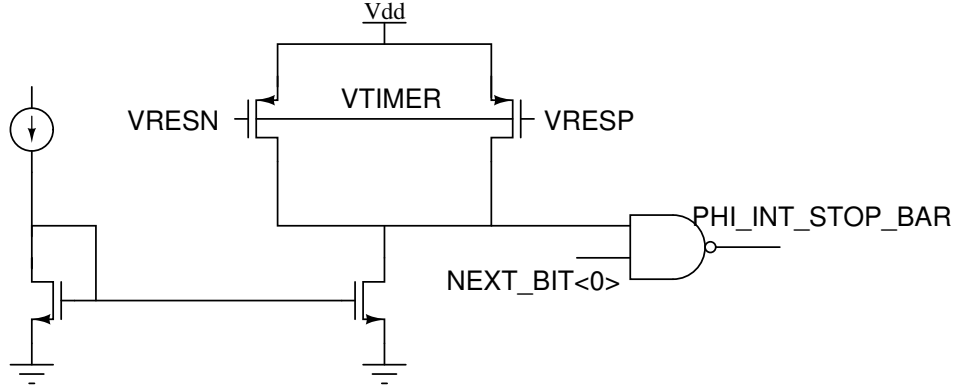 Vdd
VTIMER
VRESN
VRESP
PHI_INT_STOP_BAR
NEXT_BIT<0>